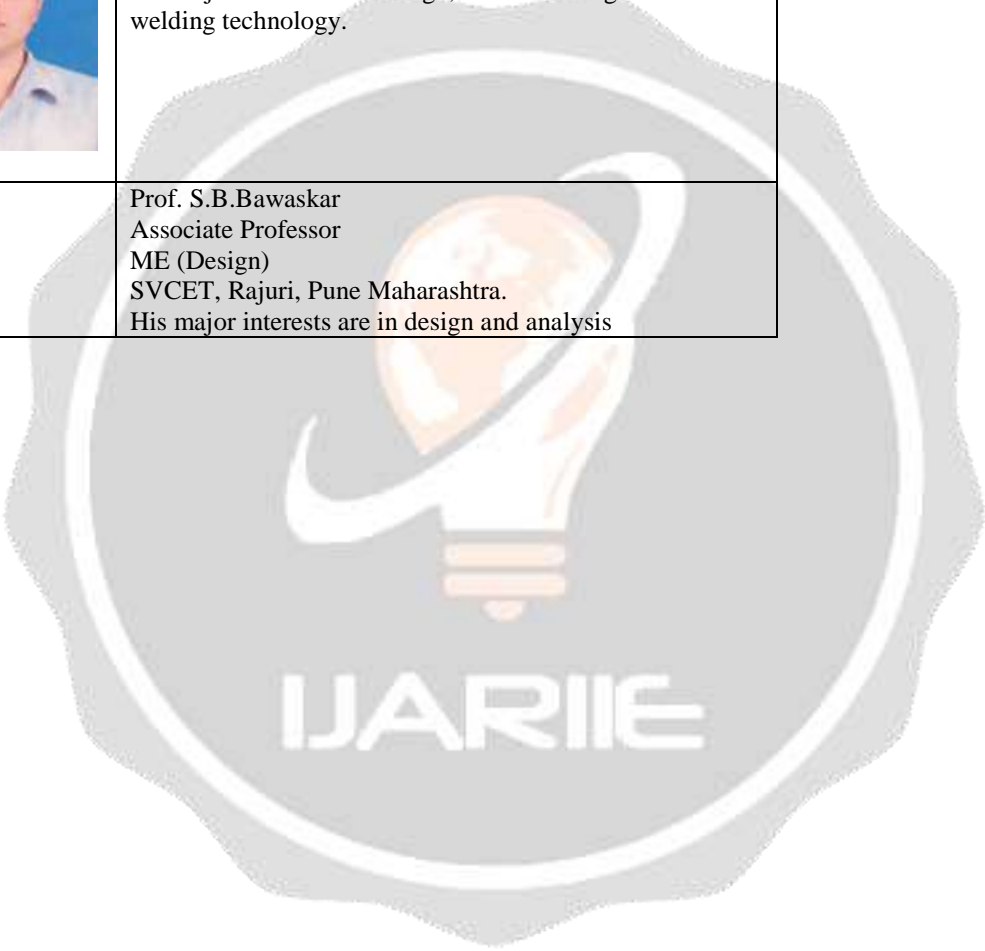 welding technology.
Prof. S.B.Bawaskar
Associate Professor
ME (Design)
SVCET, Rajuri, Pune Maharashtra.
His major interests are in design and analysis
IJARIIE